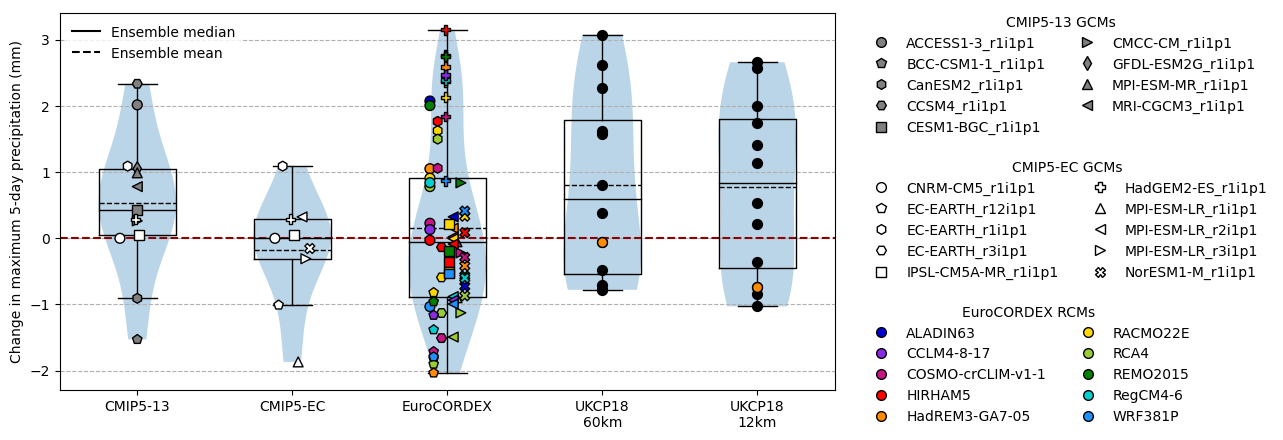 Change in maximum 5-day precipitation (mm)
3
2
1
0
−1
−2
Ensemble median
Ensemble mean
CMIP5-13
CMIP5-EC
EuroCORDEX
UKCP18
60km
UKCP18
12km
CMIP5-13 GCMs
ACCESS1-3_r1i1p1
BCC-CSM1-1_r1i1p1
CanESM2_r1i1p1
CCSM4_r1i1p1
CESM1-BGC_r1i1p1
CMCC-CM_r1i1p1
GFDL-ESM2G_r1i1p1
MPI-ESM-MR_r1i1p1
MRI-CGCM3_r1i1p1
CMIP5-EC GCMs
CNRM-CM5_r1i1p1
EC-EARTH_r12i1p1
EC-EARTH_r1i1p1
EC-EARTH_r3i1p1
IPSL-CM5A-MR_r1i1p1
HadGEM2-ES_r1i1p1
MPI-ESM-LR_r1i1p1
MPI-ESM-LR_r2i1p1
MPI-ESM-LR_r3i1p1
NorESM1-M_r1i1p1
EuroCORDEX RCMs
ALADIN63
CCLM4-8-17
COSMO-crCLIM-v1-1
HIRHAM5
HadREM3-GA7-05
RACMO22E
RCA4
REMO2015
RegCM4-6
WRF381P